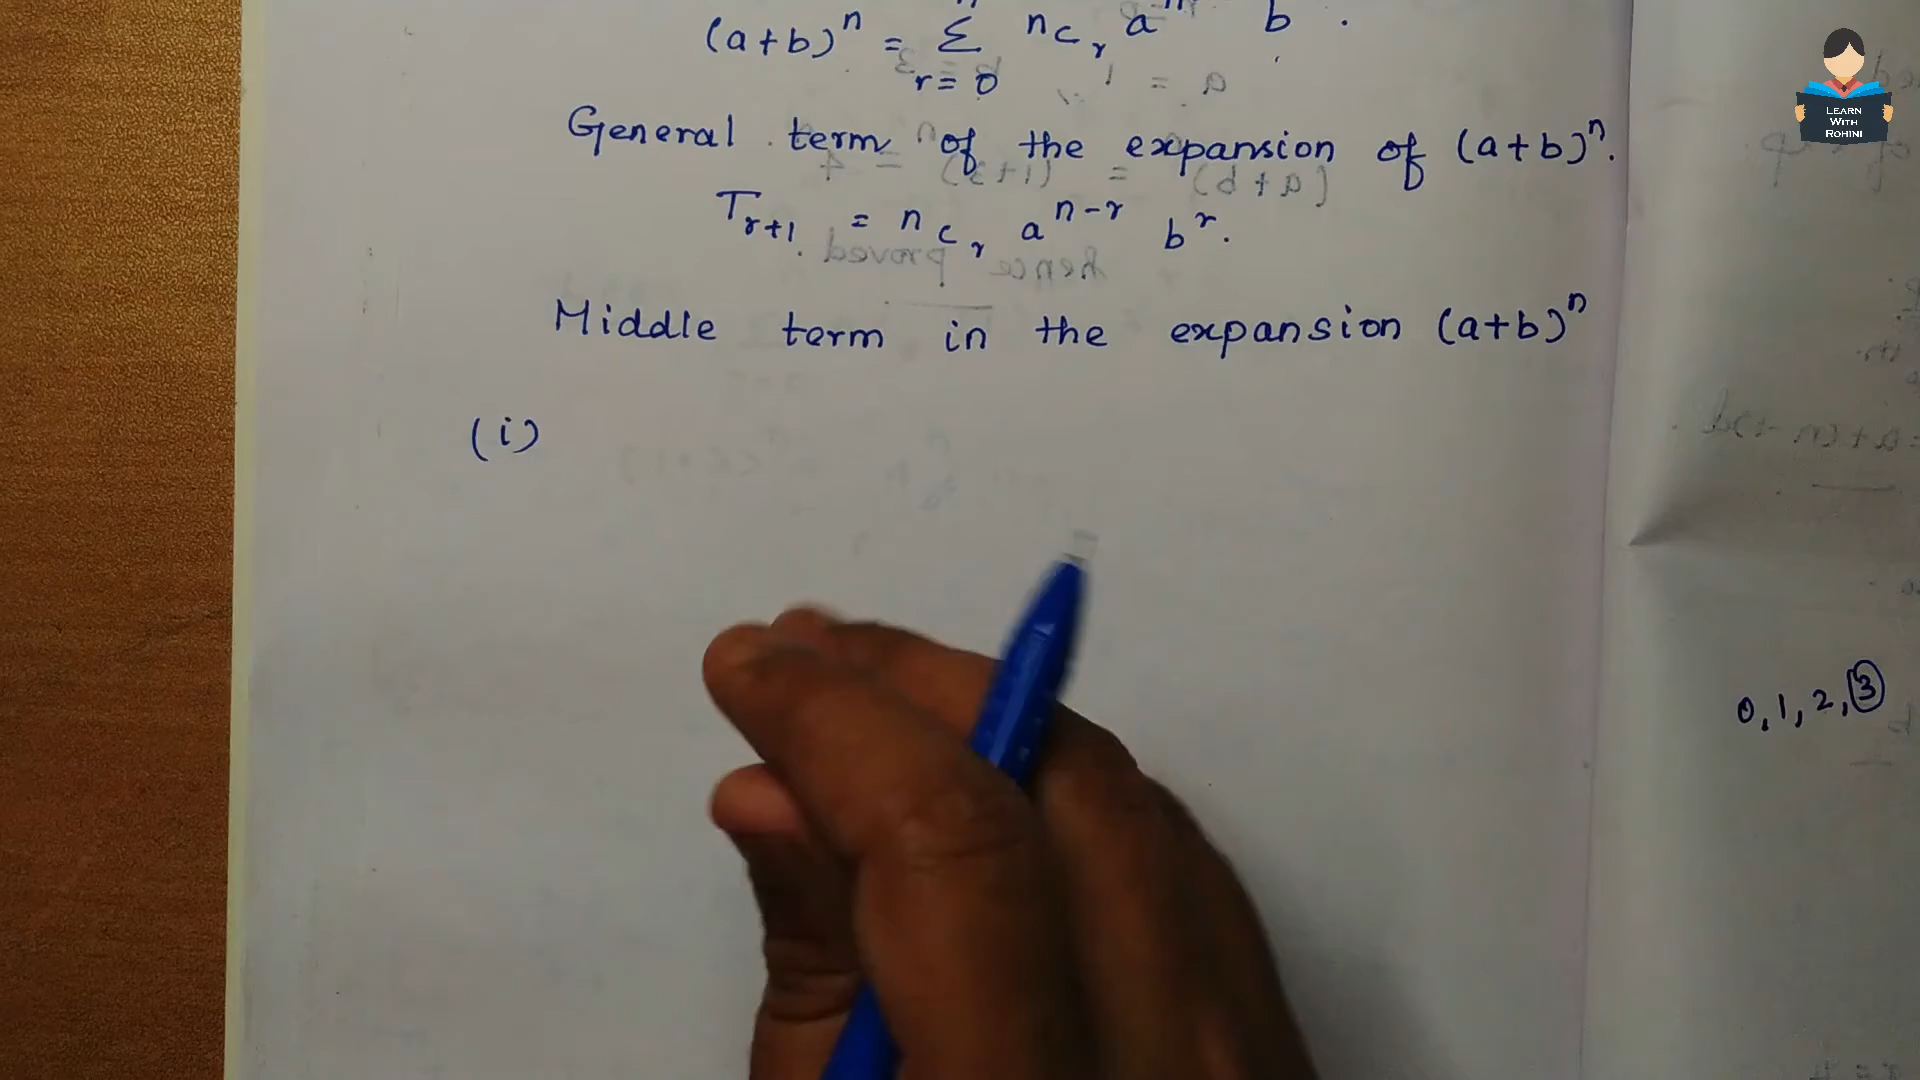 (a+b)ⁿ = Σ nCᵣ aⁿ b .
r=0
General term of the expansion of (a+b)ⁿ.
Tᵣ₊₁ = nCᵣ aⁿ⁻ʳ bʳ.
Middle term in the expansion (a+b)ⁿ
(i)
0, 1, 2, 3
LEARN
WITH
ROHINI